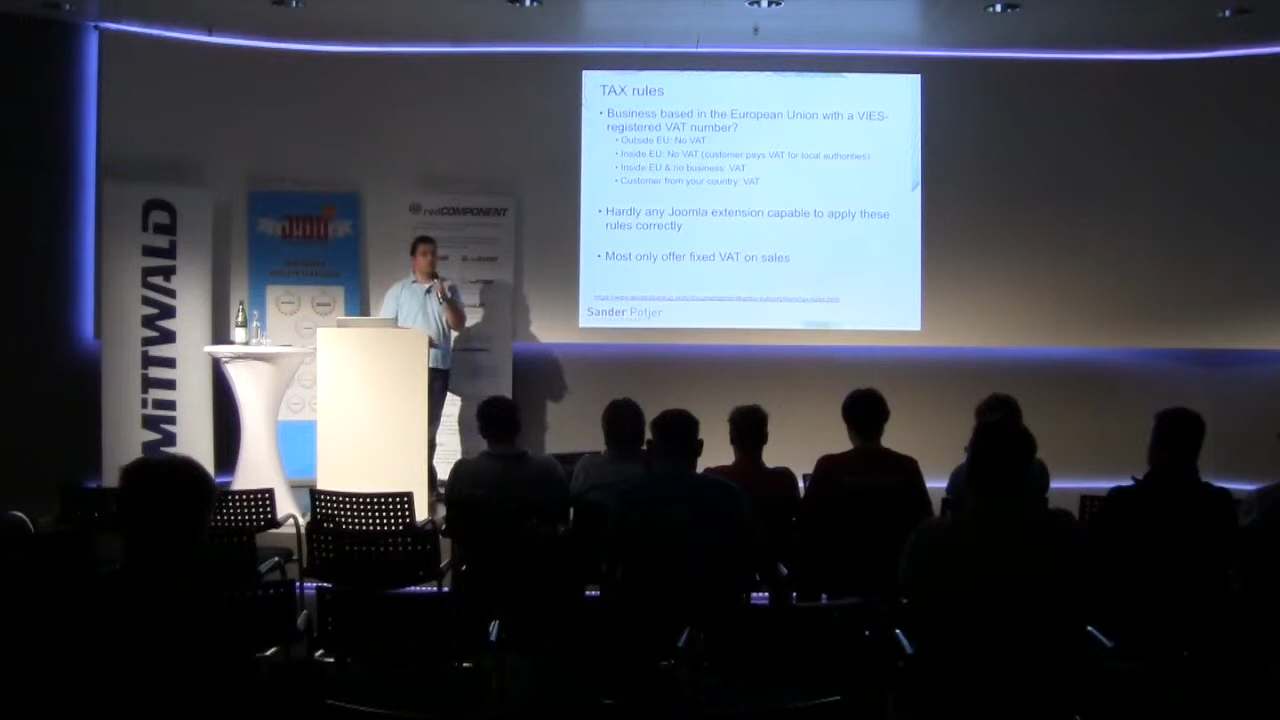 TAX rules
• Business based in the European Union with a VIES-
registered VAT number?
• Outside EU: No VAT
• Inside EU: No VAT (customer pays VAT for local authorities)
• Inside EU & no business: VAT
• Customer from your country: VAT
• Hardly any Joomla extension capable to apply these
rules correctly
• Most only offer fixed VAT on sales
Sander Potjer
MITTWALD
redCOMPONENT